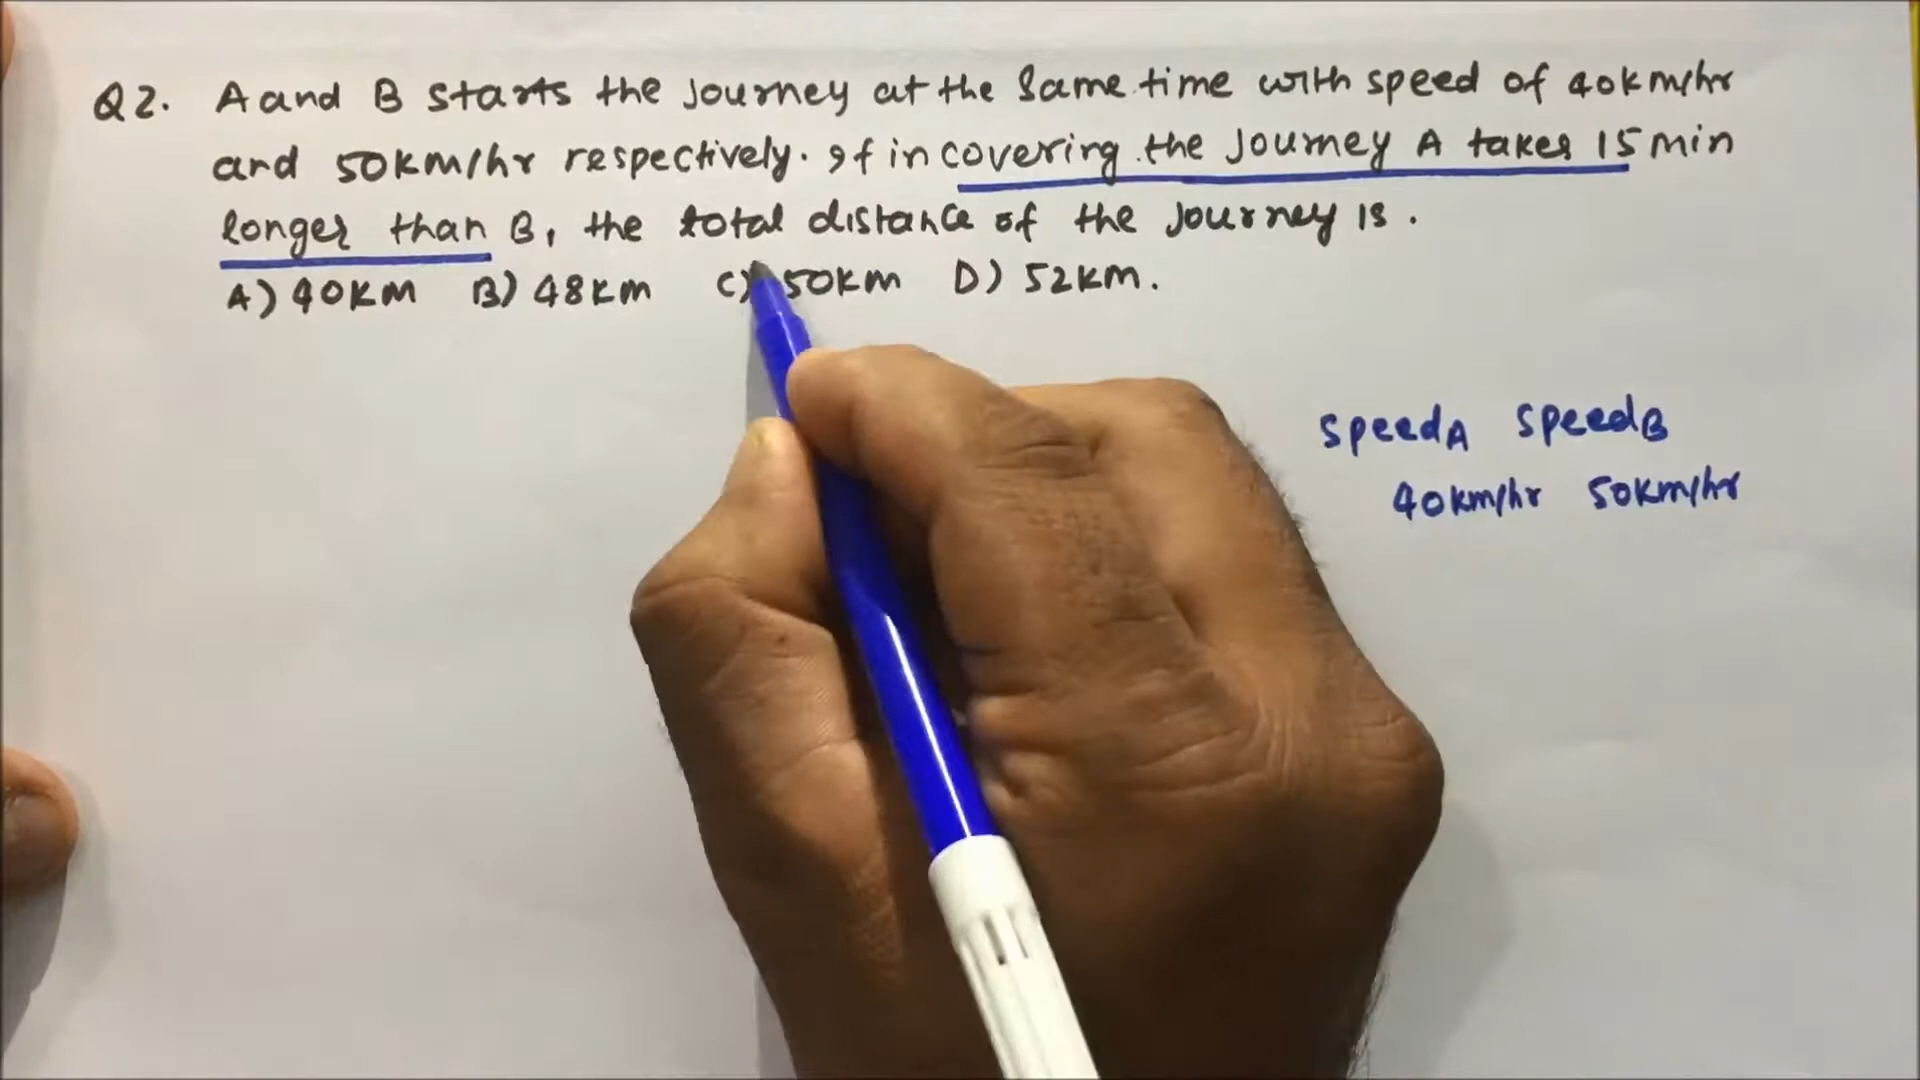 Q2. A and B starts the Journey at the Same time with speed of 40km/hr
and 50km/hr respectively. If in covering the Journey A takes 15 min
longer than B, the total distance of the Journey is.
A) 40KM B) 48KM C) 50KM D) 52KM.
SpeedA SpeedB
40km/hr 50km/hr